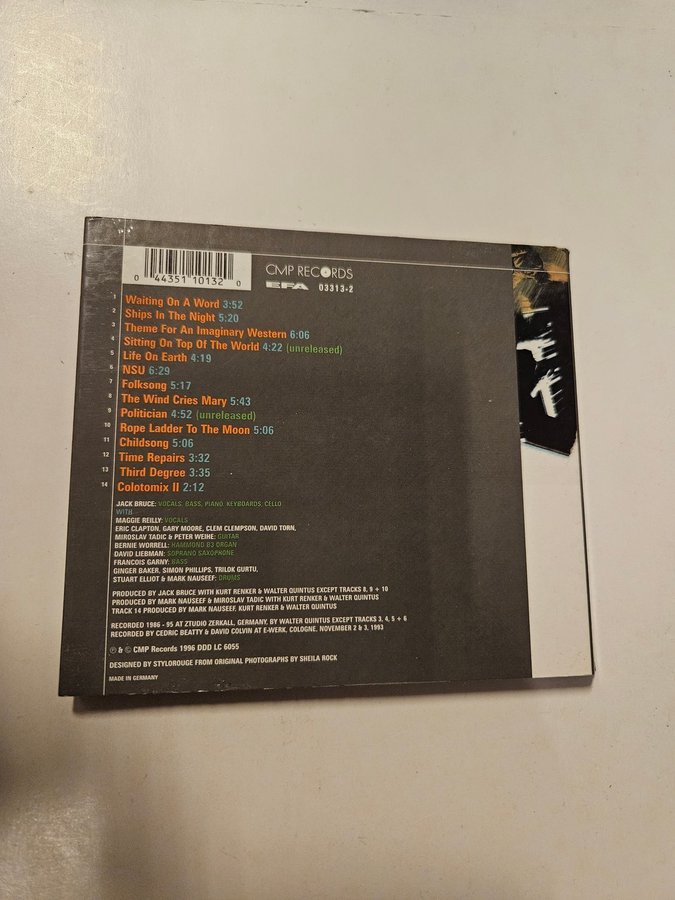 0 44351 10132 0
CMP RECORDS
EFA 03313-2
1 Waiting On A Word 3:52
2 Ships In The Night 5:20
3 Theme For An Imaginary Western 6:06
4 Sitting On Top Of The World 4:22 (unreleased)
5 Life On Earth 4:19
6 NSU 6:29
7 Folksong 5:17
8 The Wind Cries Mary 5:43
9 Politician 4:52 (unreleased)
10 Rope Ladder To The Moon 5:06
11 Childsong 5:06
12 Time Repairs 3:32
13 Third Degree 3:35
14 Colotomix II 2:12
JACK BRUCE: VOCALS, BASS, PIANO, KEYBOARDS, CELLO
WITH
MAGGIE REILLY: VOCALS
ERIC CLAPTON, GARY MOORE, CLEM CLEMPSON, DAVID TORN,
MIROSLAV TADIC & PETER WEIHE: GUITAR
BERNIE WORRELL: HAMMOND B3 ORGAN
DAVID LIEBMAN: SOPRANO SAXOPHONE
FRANCOIS GARNY: BASS
GINGER BAKER, SIMON PHILLIPS, TRILOK GURTU,
STUART ELLIOT & MARK NAUSEEF: DRUMS
PRODUCED BY JACK BRUCE WITH KURT RENKER & WALTER QUINTUS EXCEPT TRACKS 8, 9 + 10
PRODUCED BY MARK NAUSEEF & MIROSLAV TADIC WITH KURT RENKER & WALTER QUINTUS
TRACK 14 PRODUCED BY MARK NAUSEEF, KURT RENKER & WALTER QUINTUS
RECORDED 1986 - 95 AT ZTUDIO ZERKALL, GERMANY, BY WALTER QUINTUS EXCEPT TRACKS 3, 4, 5 + 6
RECORDED BY CEDRIC BEATTY & DAVID COLVIN AT E-WERK, COLOGNE. NOVEMBER 2 & 3, 1993
℗ & © CMP Records 1996 DDD LC 6055
DESIGNED BY STYLOROUGE FROM ORIGINAL PHOTOGRAPHS BY SHEILA ROCK
MADE IN GERMANY